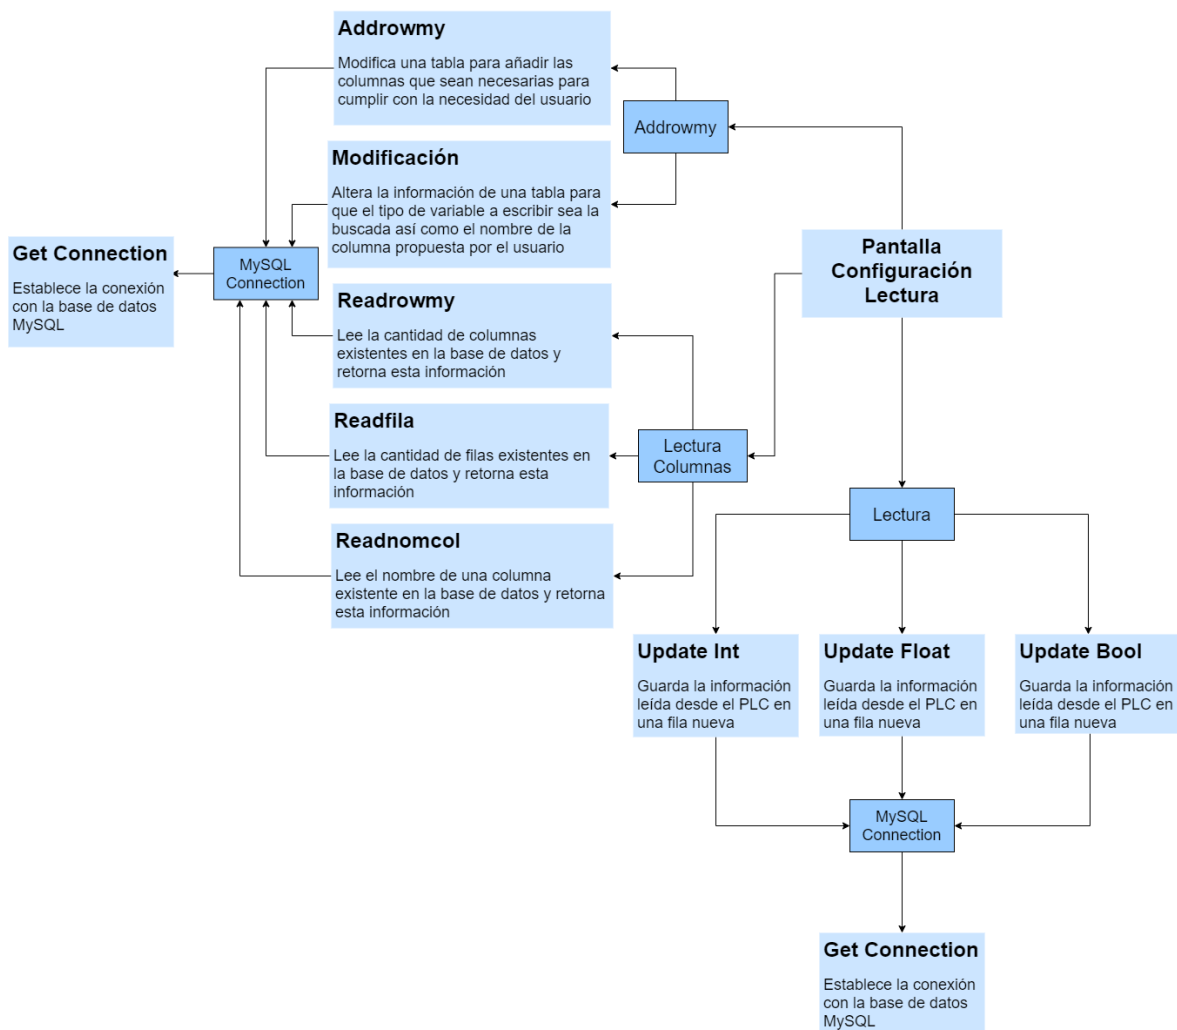 Addrowmy
Modifica una tabla para añadir las
columnas que sean necesarias para
cumplir con la necesidad del usuario
Addrowmy
Modificación
Altera la información de una tabla para
que el tipo de variable a escribir sea la
buscada así como el nombre de la
columna propuesta por el usuario
Pantalla
Configuración
Lectura
Get Connection
Establece la conexión
con la base de datos
MySQL
MySQL
Connection
Readrowmy
Lee la cantidad de columnas
existentes en la base de datos y
retorna esta información
Readfila
Lee la cantidad de filas existentes en
la base de datos y retorna esta
información
Lectura
Columnas
Readnomcol
Lee el nombre de una columna
existente en la base de datos y retorna
esta información
Lectura
Update Int
Guarda la información
leída desde el PLC en
una fila nueva
Update Float
Guarda la información
leída desde el PLC en
una fila nueva
Update Bool
Guarda la información
leída desde el PLC en
una fila nueva
MySQL
Connection
Get Connection
Establece la conexión
con la base de datos
MySQL